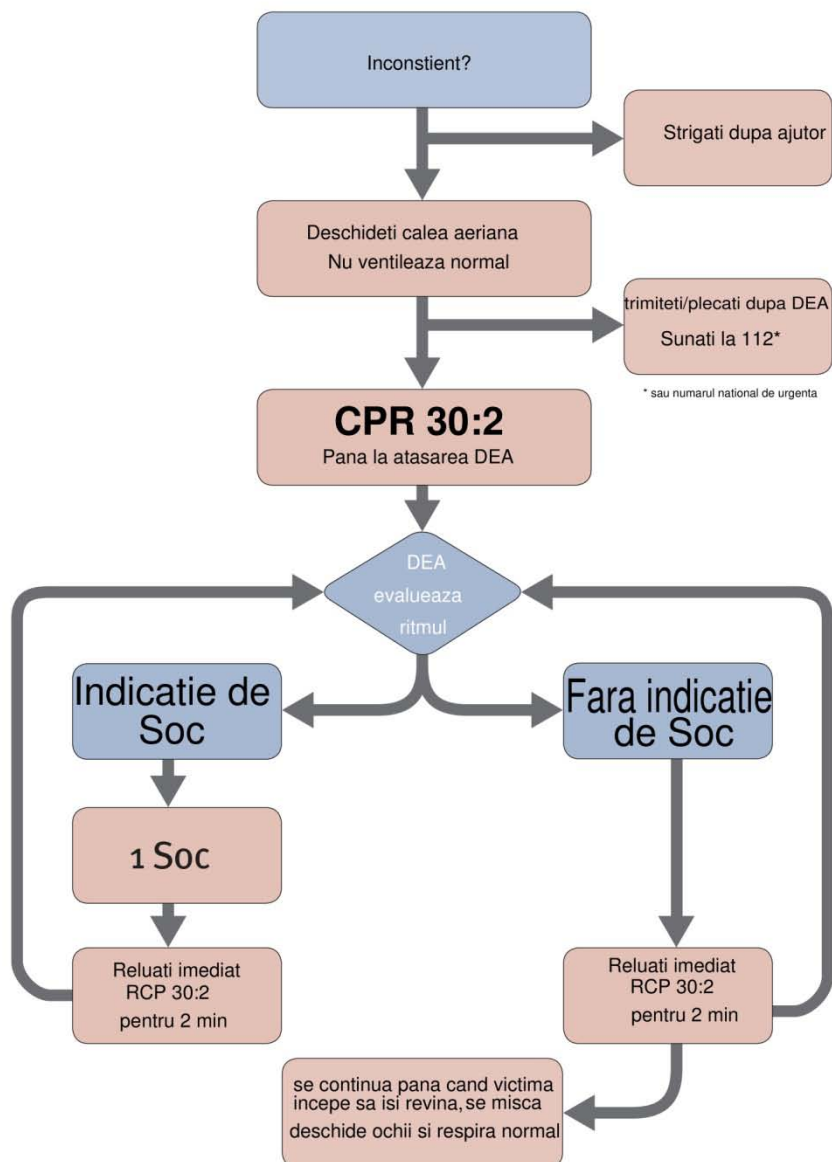 Inconstient?
Strigati dupa ajutor
Deschideti calea aeriana
Nu ventileaza normal
trimiteti/plecati dupa DEA
Sunati la 112*
* sau numarul national de urgenta
CPR 30:2
Pana la atasarea DEA
DEA
evalueaza
ritmul
Indicatie de
Soc
Fara indicatie
de Soc
1 Soc
Reluati imediat
RCP 30:2
pentru 2 min
Reluati imediat
RCP 30:2
pentru 2 min
se continua pana cand victima
incepe sa isi revina, se misca
deschide ochii si respira normal